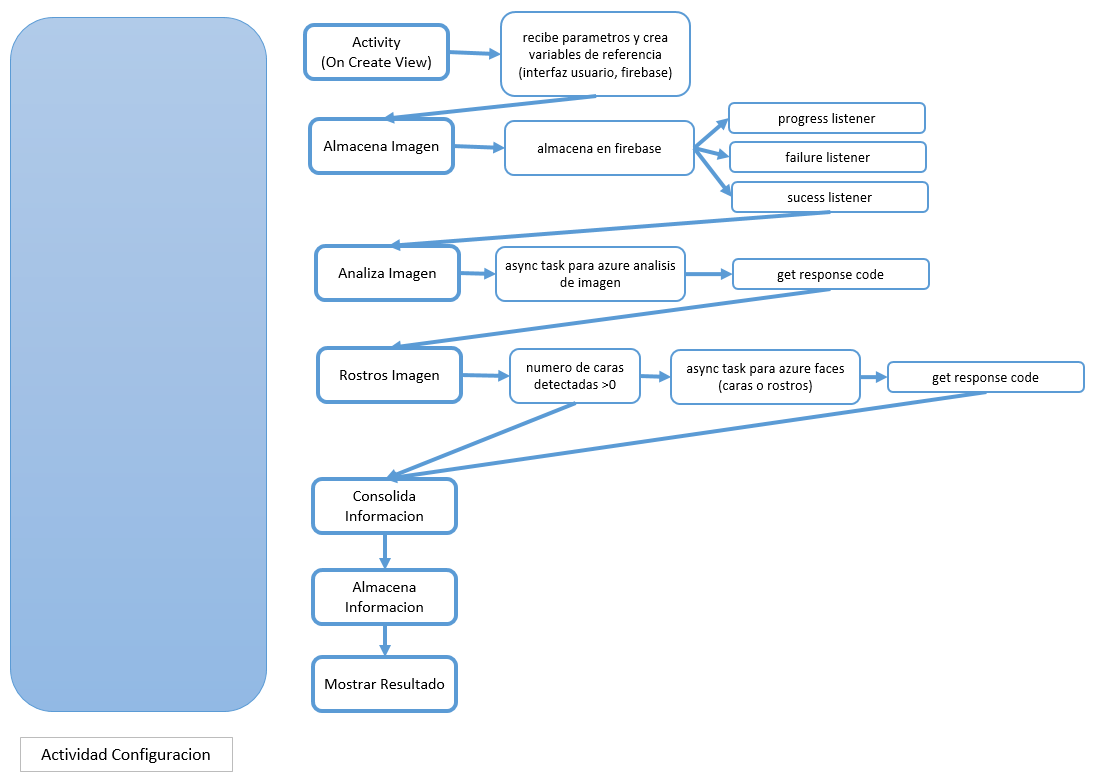 Activity
(On Create View)
recibe parametros y crea
variables de referencia
(interfaz usuario, firebase)
Almacena Imagen
almacena en firebase
progress listener
failure listener
sucess listener
Analiza Imagen
async task para azure analisis
de imagen
get response code
Rostros Imagen
numero de caras
detectadas >0
async task para azure faces
(caras o rostros)
get response code
Consolida
Informacion
Almacena
Informacion
Mostrar Resultado
Actividad Configuracion